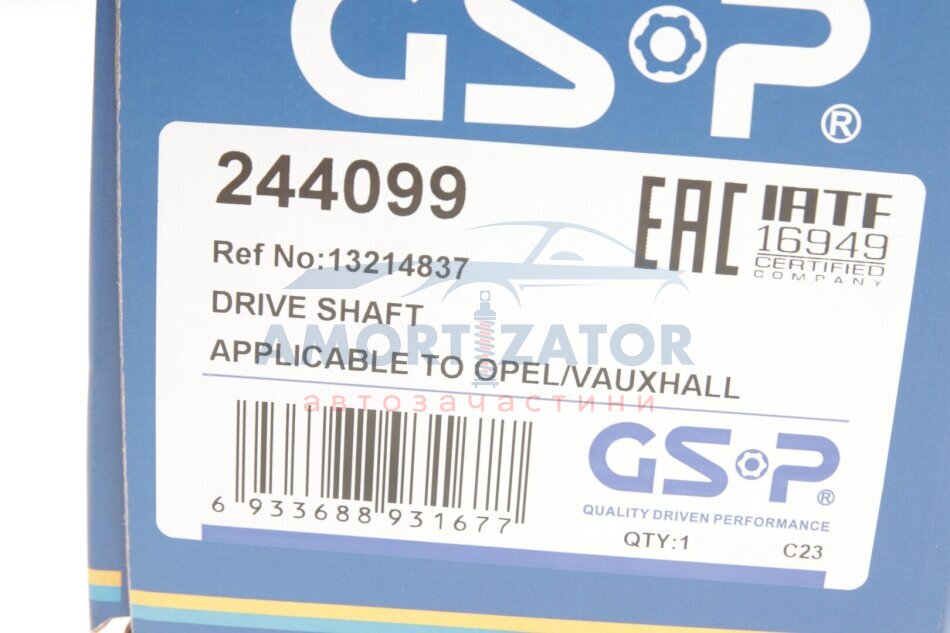 GSP®
244099
EAC
IATF
16949
CERTIFIED
COMPANY
Ref No:13214837
DRIVE SHAFT
AMORTIZATOR
APPLICABLE TO OPEL/VAUXHALL
автозачастини
6 933688 931677
GSP®
QUALITY DRIVEN PERFORMANCE
QTY:1
C23